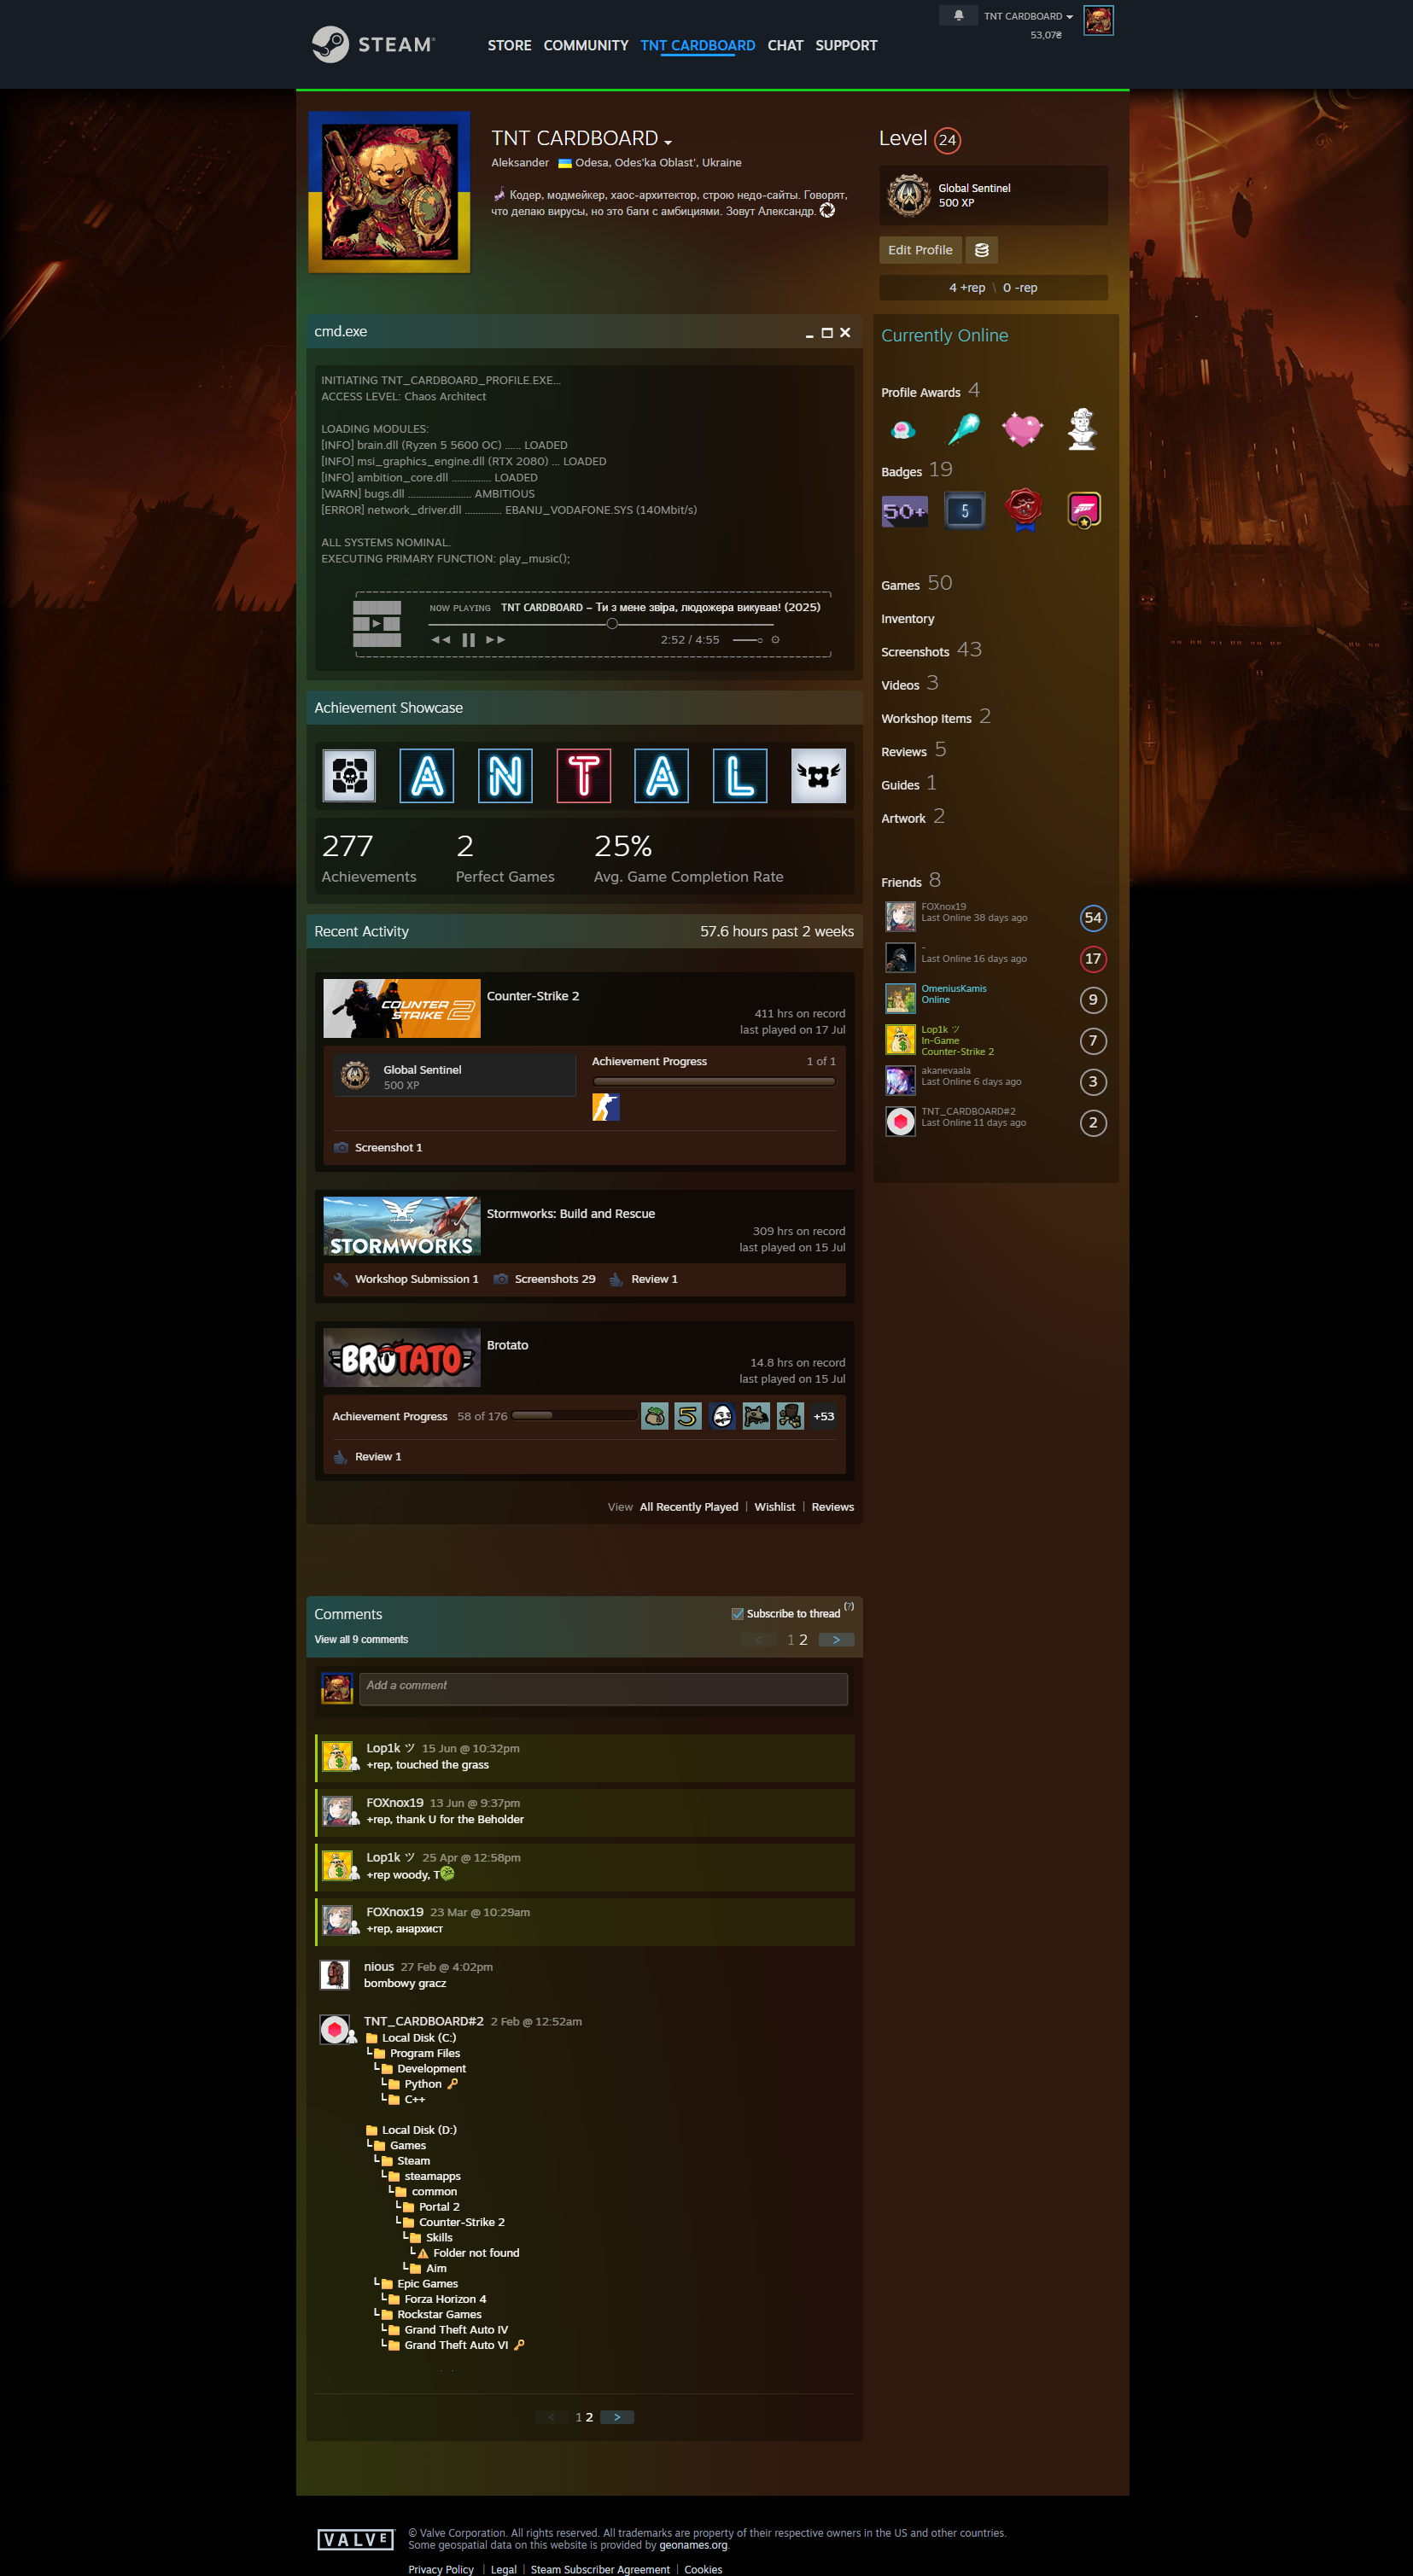 STEAM®
STORE COMMUNITY TNT CARDBOARD CHAT SUPPORT
TNT CARDBOARD
53,07₴
TNT CARDBOARD
Aleksander Odesa, Odes'ka Oblast', Ukraine
Кодер, модмейкер, хаос-архитектор, строю недо-сайты. Говорят,
что делаю вирусы, но это баги с амбициями. Зовут Александр.
Level 24
Global Sentinel
500 XP
Edit Profile
4 +rep \ 0 -rep
cmd.exe
INITIATING TNT_CARDBOARD_PROFILE.EXE...
ACCESS LEVEL: Chaos Architect
LOADING MODULES:
[INFO] brain.dll (Ryzen 5 5600 OC) ...... LOADED
[INFO] msi_graphics_engine.dll (RTX 2080) ... LOADED
[INFO] ambition_core.dll ............... LOADED
[WARN] bugs.dll ........................ AMBITIOUS
[ERROR] network_driver.dll .............. EBANIJ_VODAFONE.SYS (140Mbit/s)
ALL SYSTEMS NOMINAL.
EXECUTING PRIMARY FUNCTION: play_music();
NOW PLAYING TNT CARDBOARD – Ти з мене звіра, людожера викував! (2025)
2:52 / 4:55
Achievement Showcase
A N T A L
277
Achievements
2
Perfect Games
25%
Avg. Game Completion Rate
Recent Activity
57.6 hours past 2 weeks
COUNTER
STRIKE 2
Counter-Strike 2
411 hrs on record
last played on 17 Jul
Global Sentinel
500 XP
Achievement Progress 1 of 1
Screenshot 1
STORMWORKS
Stormworks: Build and Rescue
309 hrs on record
last played on 15 Jul
Workshop Submission 1 Screenshots 29 Review 1
BROTATO
Brotato
14.8 hrs on record
last played on 15 Jul
Achievement Progress 58 of 176
5
+53
Review 1
View All Recently Played | Wishlist | Reviews
Currently Online
Profile Awards 4
Badges 19
50+
5
Games 50
Inventory
Screenshots 43
Videos 3
Workshop Items 2
Reviews 5
Guides 1
Artwork 2
Friends 8
FOXnox19
Last Online 38 days ago
54
-
Last Online 16 days ago
17
OmeniusKamis
Online
9
Lop1k ツ
In-Game
Counter-Strike 2
7
akanevaala
Last Online 6 days ago
3
TNT_CARDBOARD#2
Last Online 11 days ago
2
Comments
Subscribe to thread (?)
View all 9 comments
< 1 2 >
Add a comment
Lop1k ツ 15 Jun @ 10:32pm
+rep, touched the grass
FOXnox19 13 Jun @ 9:37pm
+rep, thank U for the Beholder
Lop1k ツ 25 Apr @ 12:58pm
+rep woody, T
FOXnox19 23 Mar @ 10:29am
+rep, анархист
nious 27 Feb @ 4:02pm
bombowy gracz
TNT_CARDBOARD#2 2 Feb @ 12:52am
Local Disk (C:)
┗ Program Files
┗ Development
┗ Python
┗ C++
Local Disk (D:)
┗ Games
┗ Steam
┗ steamapps
┗ common
┗ Portal 2
┗ Counter-Strike 2
┗ Skills
┗ Folder not found
┗ Aim
┗ Epic Games
┗ Forza Horizon 4
┗ Rockstar Games
┗ Grand Theft Auto IV
┗ Grand Theft Auto VI
< 1 2 >
VALVE
© Valve Corporation. All rights reserved. All trademarks are property of their respective owners in the US and other countries.
Some geospatial data on this website is provided by geonames.org.
Privacy Policy | Legal | Steam Subscriber Agreement | Cookies